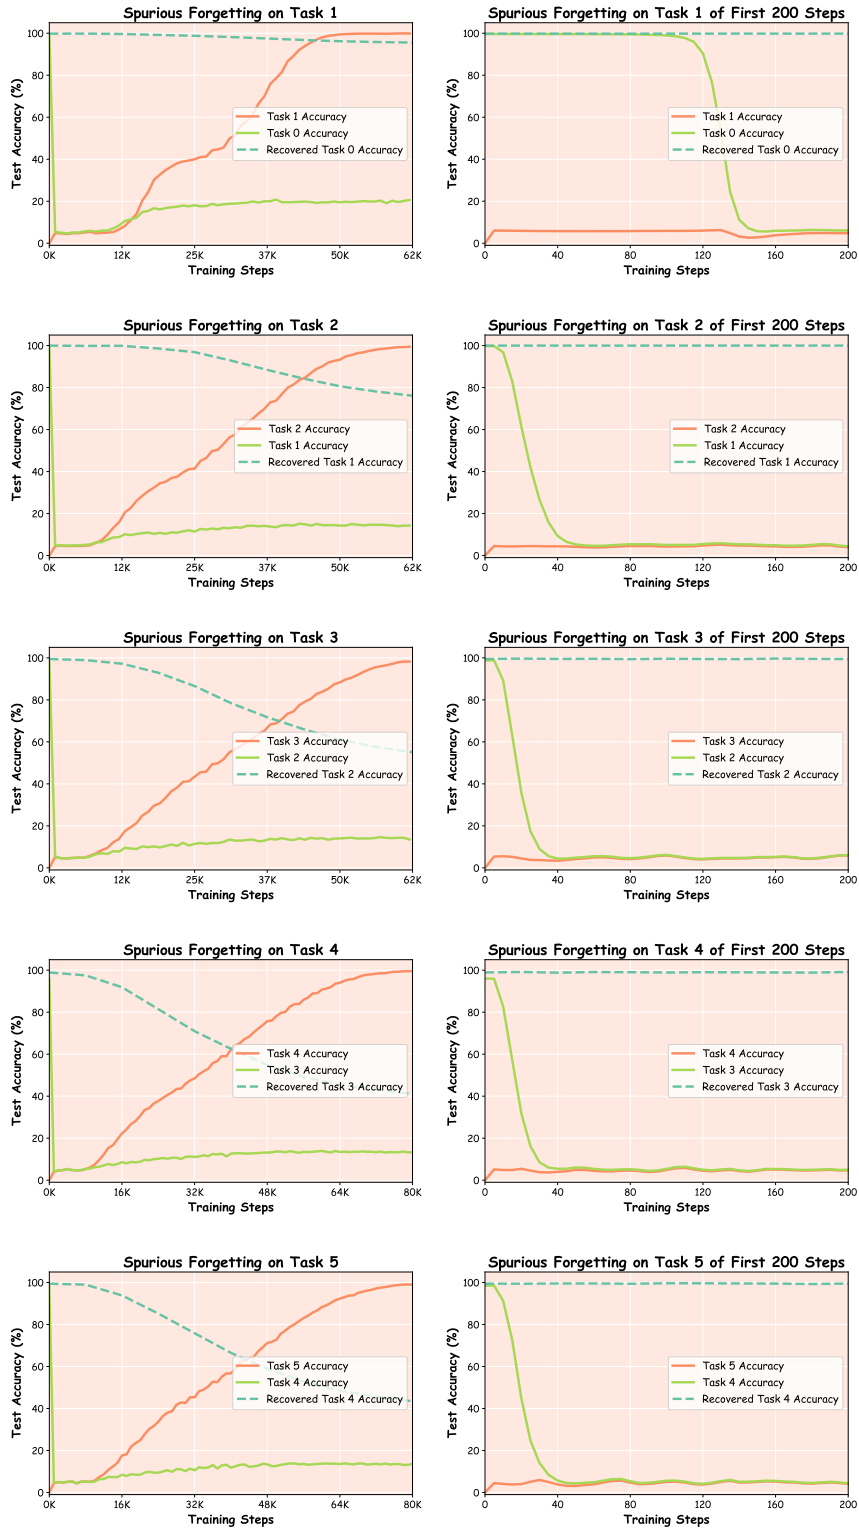 Spurious Forgetting on Task 1
Test Accuracy (%)
100
80
60
40
20
0
Task 1 Accuracy
Task 0 Accuracy
Recovered Task 0 Accuracy
0K 12K 25K 37K 50K 62K
Training Steps
Spurious Forgetting on Task 1 of First 200 Steps
Test Accuracy (%)
100
80
60
40
20
0
Task 1 Accuracy
Task 0 Accuracy
Recovered Task 0 Accuracy
0 40 80 120 160 200
Training Steps
Spurious Forgetting on Task 2
Test Accuracy (%)
100
80
60
40
20
0
Task 2 Accuracy
Task 1 Accuracy
Recovered Task 1 Accuracy
0K 12K 25K 37K 50K 62K
Training Steps
Spurious Forgetting on Task 2 of First 200 Steps
Test Accuracy (%)
100
80
60
40
20
0
Task 2 Accuracy
Task 1 Accuracy
Recovered Task 1 Accuracy
0 40 80 120 160 200
Training Steps
Spurious Forgetting on Task 3
Test Accuracy (%)
100
80
60
40
20
0
Task 3 Accuracy
Task 2 Accuracy
Recovered Task 2 Accuracy
0K 12K 25K 37K 50K 62K
Training Steps
Spurious Forgetting on Task 3 of First 200 Steps
Test Accuracy (%)
100
80
60
40
20
0
Task 3 Accuracy
Task 2 Accuracy
Recovered Task 2 Accuracy
0 40 80 120 160 200
Training Steps
Spurious Forgetting on Task 4
Test Accuracy (%)
100
80
60
40
20
0
Task 4 Accuracy
Task 3 Accuracy
Recovered Task 3 Accuracy
0K 16K 32K 48K 64K 80K
Training Steps
Spurious Forgetting on Task 4 of First 200 Steps
Test Accuracy (%)
100
80
60
40
20
0
Task 4 Accuracy
Task 3 Accuracy
Recovered Task 3 Accuracy
0 40 80 120 160 200
Training Steps
Spurious Forgetting on Task 5
Test Accuracy (%)
100
80
60
40
20
0
Task 5 Accuracy
Task 4 Accuracy
Recovered Task 4 Accuracy
0K 16K 32K 48K 64K 80K
Training Steps
Spurious Forgetting on Task 5 of First 200 Steps
Test Accuracy (%)
100
80
60
40
20
0
Task 5 Accuracy
Task 4 Accuracy
Recovered Task 4 Accuracy
0 40 80 120 160 200
Training Steps